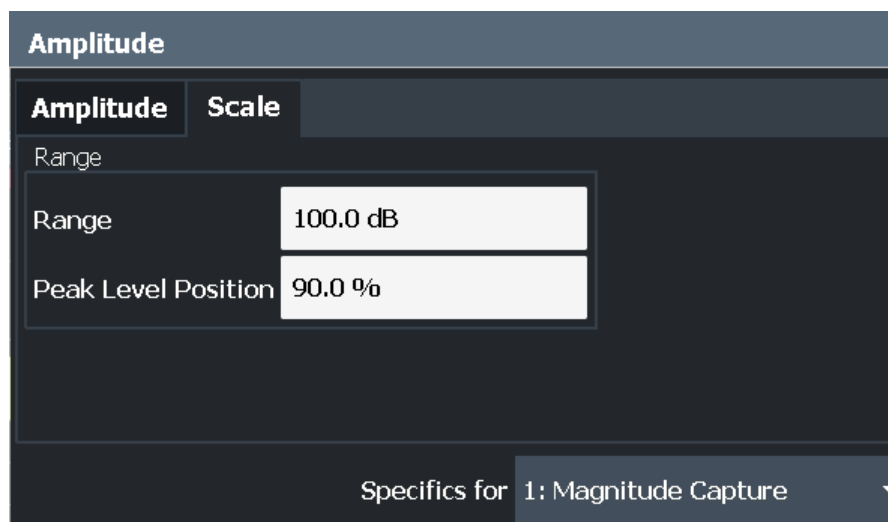 Amplitude
Amplitude Scale
Range
Range 100.0 dB
Peak Level Position 90.0 %
Specifics for 1: Magnitude Capture